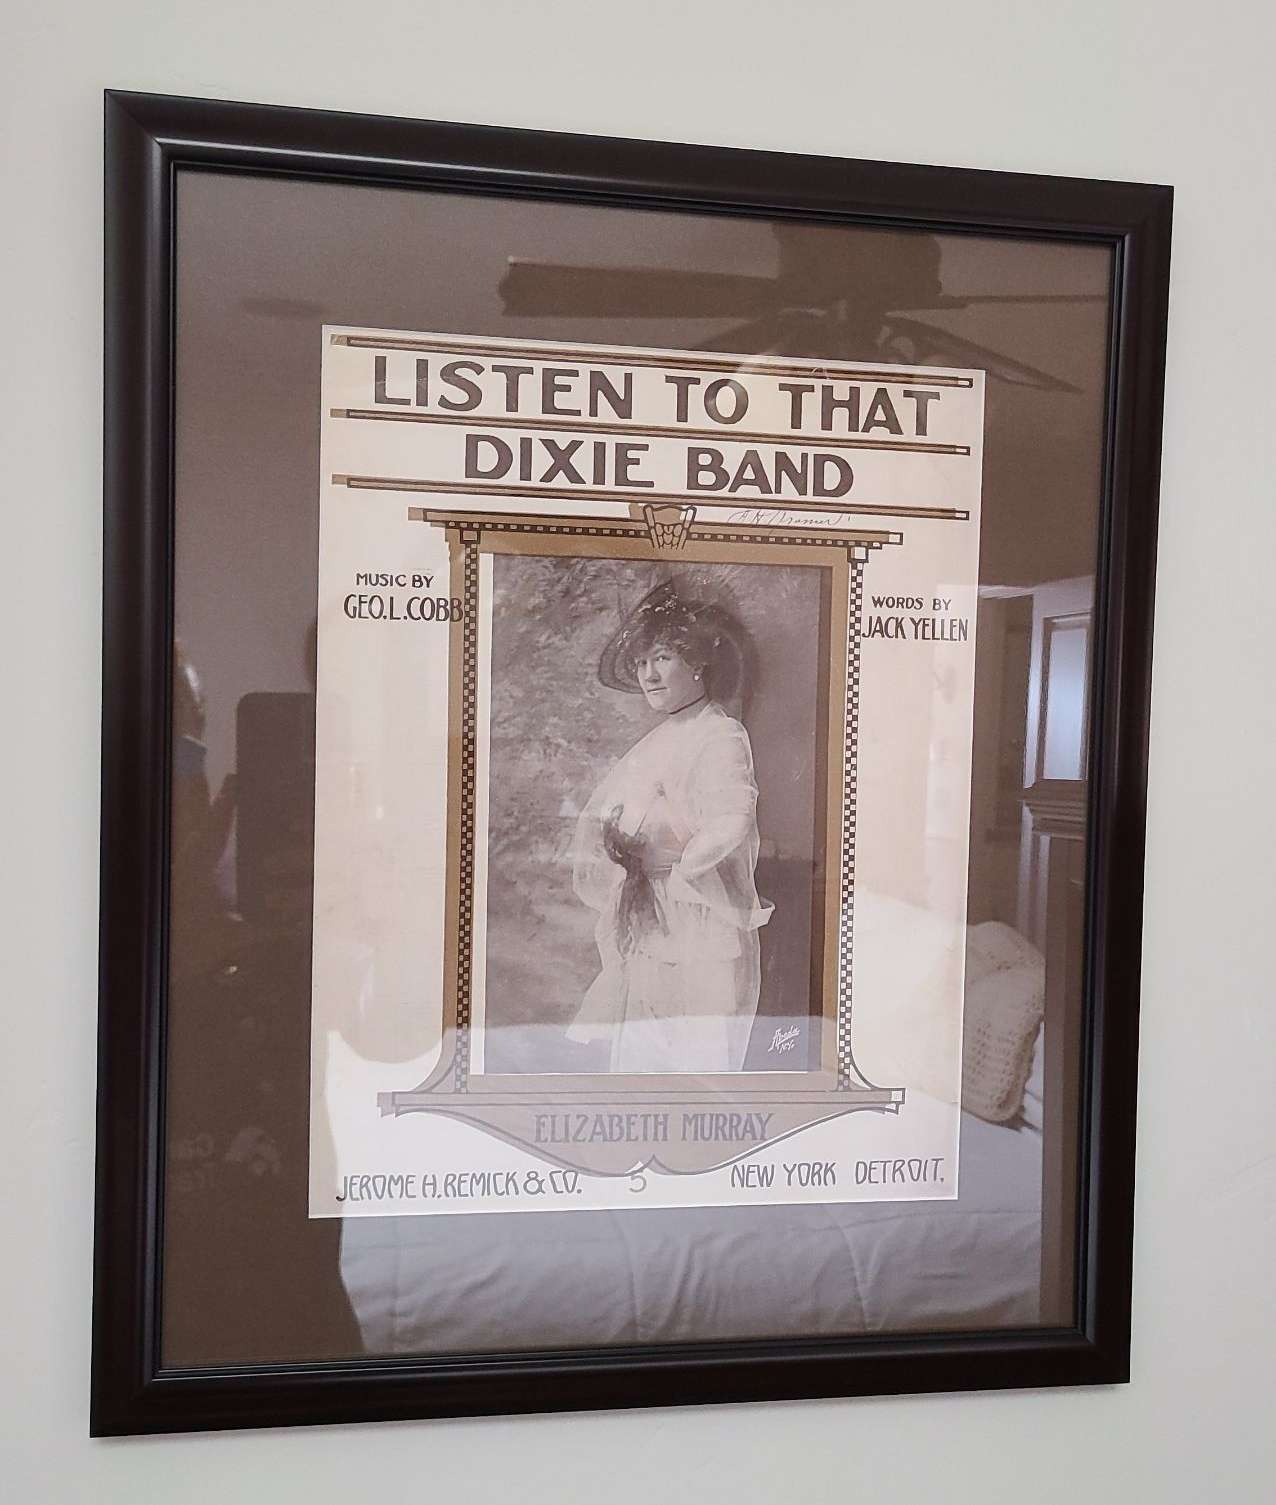 LISTEN TO THAT
DIXIE BAND
MUSIC BY
GEO. L. COBB
WORDS BY
JACK YELLEN
Apeda
N.Y.
ELIZABETH MURRAY
JEROME H. REMICK & CO. 5 NEW YORK DETROIT.